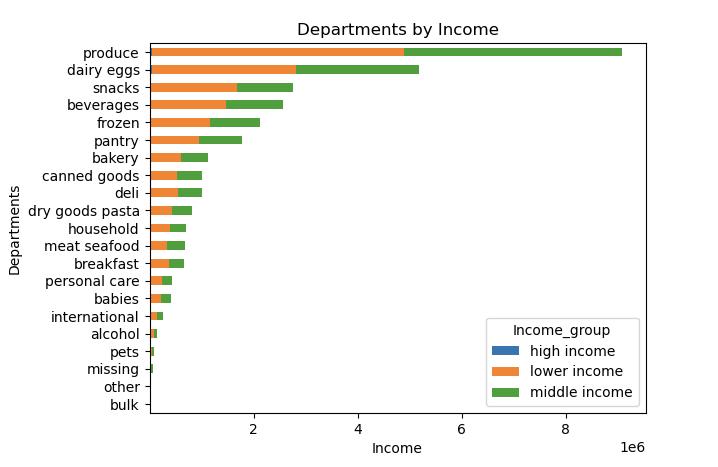 Departments by Income
Departments
produce
dairy eggs
snacks
beverages
frozen
pantry
bakery
canned goods
deli
dry goods pasta
household
meat seafood
breakfast
personal care
babies
international
alcohol
pets
missing
other
bulk
Income_group
high income
lower income
middle income
2 4 6 8
1e6
Income